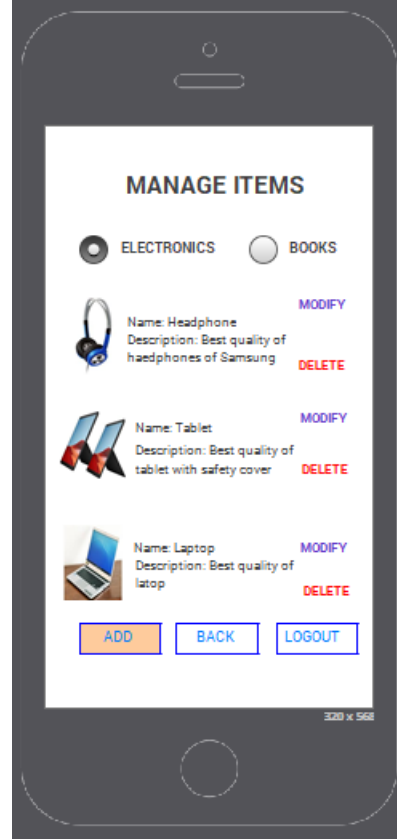 MANAGE ITEMS
ELECTRONICS
BOOKS
MODIFY
Name: Headphone
Description: Best quality of
haedphones of Samsung
DELETE
MODIFY
Name: Tablet
Description: Best quality of
tablet with safety cover
DELETE
Name: Laptop
MODIFY
Description: Best quality of
latop
DELETE
ADD
BACK
LOGOUT
320 x 568